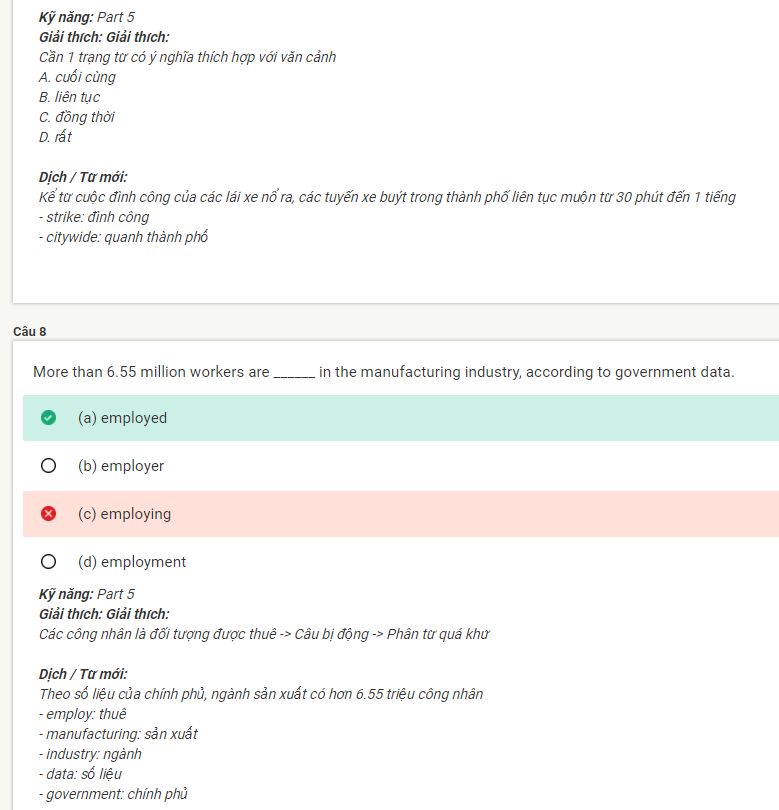 Kỹ năng: Part 5
Giải thích: Giải thích:
Cần 1 trạng từ có ý nghĩa thích hợp với văn cảnh
A. cuối cùng
B. liên tục
C. đồng thời
D. rất
Dịch / Từ mới:
Kể từ cuộc đình công của các lái xe nổ ra, các tuyến xe buýt trong thành phố liên tục muộn từ 30 phút đến 1 tiếng
- strike: đình công
- citywide: quanh thành phố
Câu 8
More than 6.55 million workers are ______ in the manufacturing industry, according to government data.
(a) employed
(b) employer
(c) employing
(d) employment
Kỹ năng: Part 5
Giải thích: Giải thích:
Các công nhân là đối tượng được thuê -> Câu bị động -> Phân từ quá khứ
Dịch / Từ mới:
Theo số liệu của chính phủ, ngành sản xuất có hơn 6.55 triệu công nhân
- employ: thuê
- manufacturing: sản xuất
- industry: ngành
- data: số liệu
- government: chính phủ